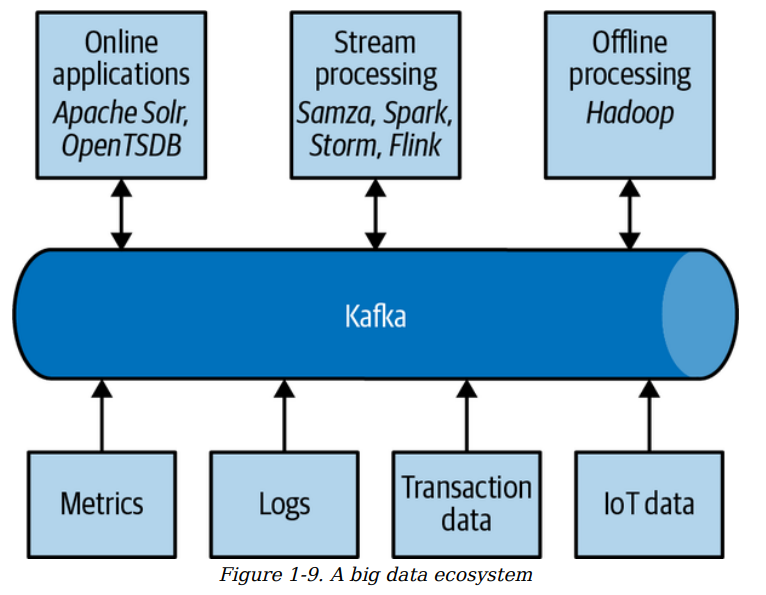 Online
applications
Apache Solr,
OpenTSDB
Stream
processing
Samza, Spark,
Storm, Flink
Offline
processing
Hadoop
Kafka
Metrics
Logs
Transaction
data
IoT data
Figure 1-9. A big data ecosystem